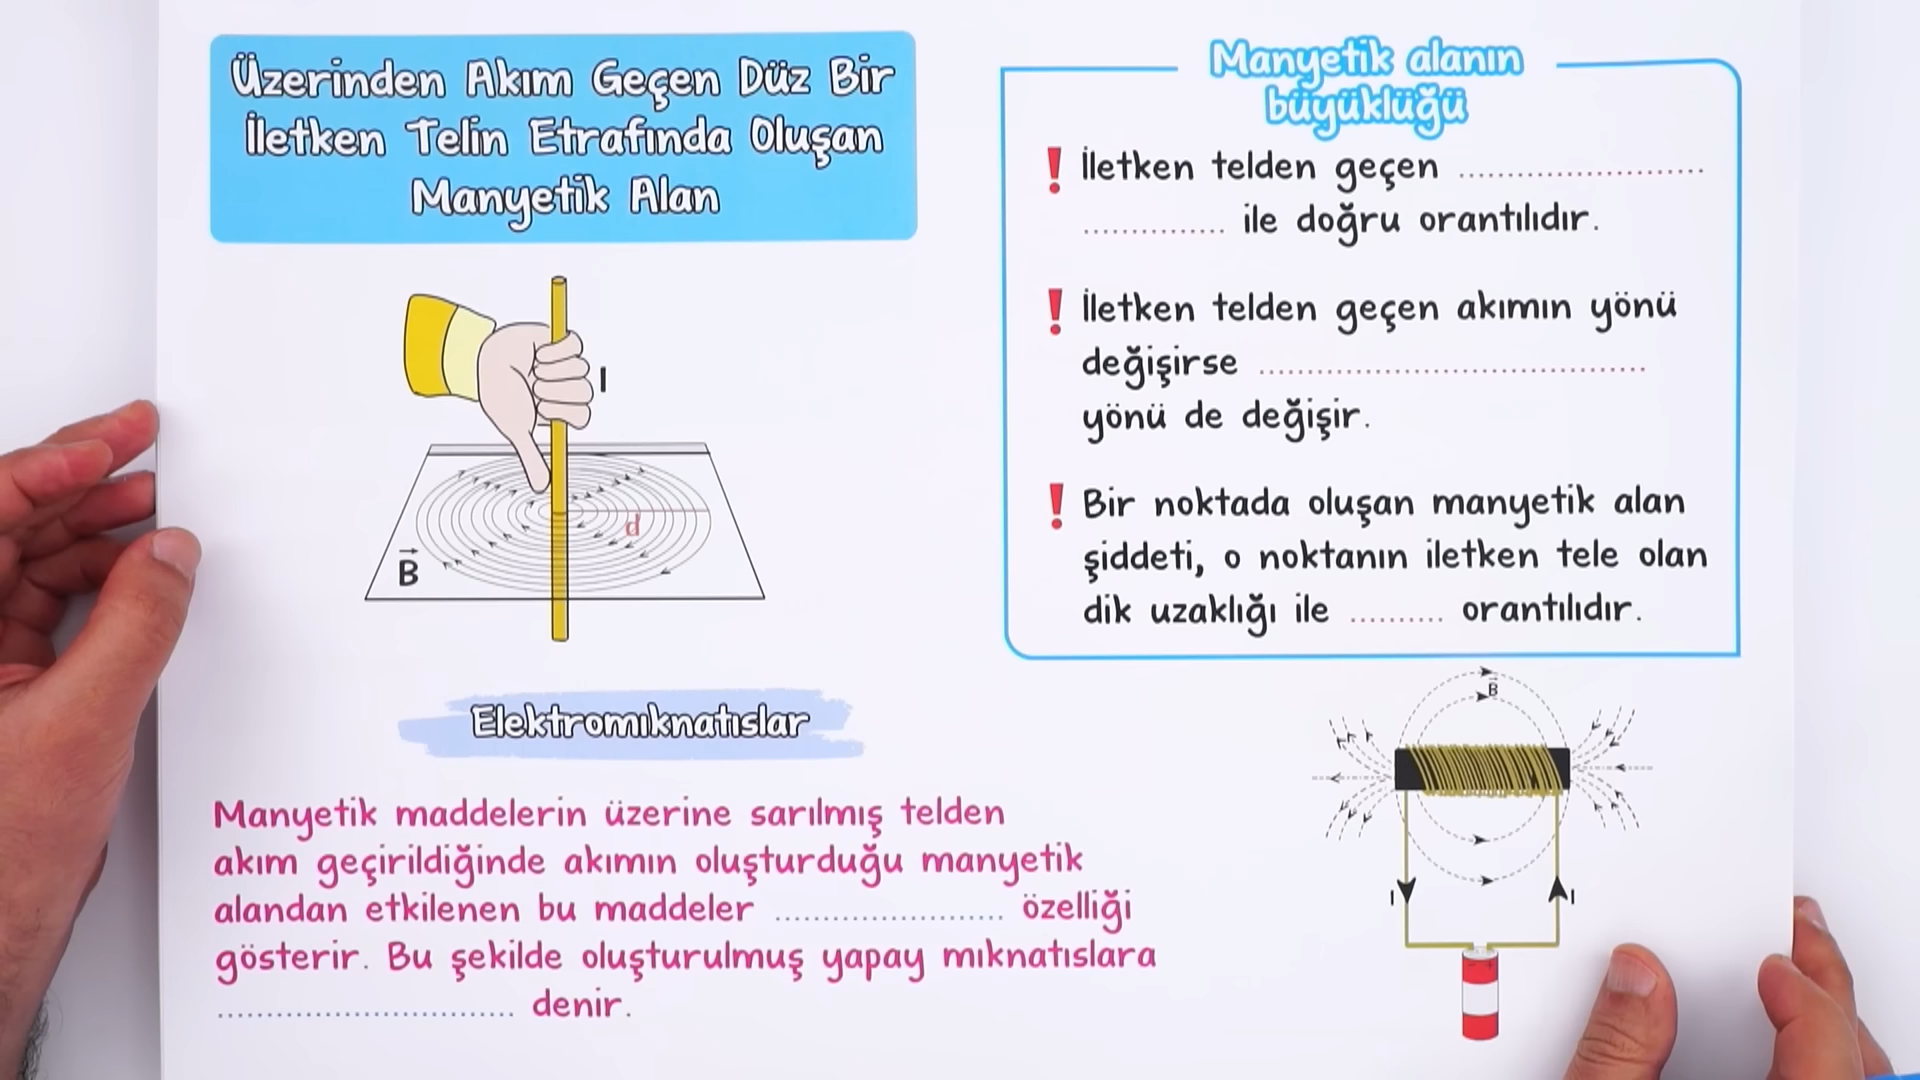 Üzerinden Akım Geçen Düz Bir
İletken Telin Etrafında Oluşan
Manyetik Alan
I
d
B
Manyetik alanın
büyüklüğü
! İletken telden geçen ........................
............... ile doğru orantılıdır.
! İletken telden geçen akımın yönü
değişirse ......................................
yönü de değişir.
! Bir noktada oluşan manyetik alan
şiddeti, o noktanın iletken tele olan
dik uzaklığı ile .......... orantılıdır.
Elektromıknatıslar
Manyetik maddelerin üzerine sarılmış telden
akım geçirildiğinde akımın oluşturduğu manyetik
alandan etkilenen bu maddeler ........................ özelliği
gösterir. Bu şekilde oluşturulmuş yapay mıknatıslara
............................... denir.
B
I
I